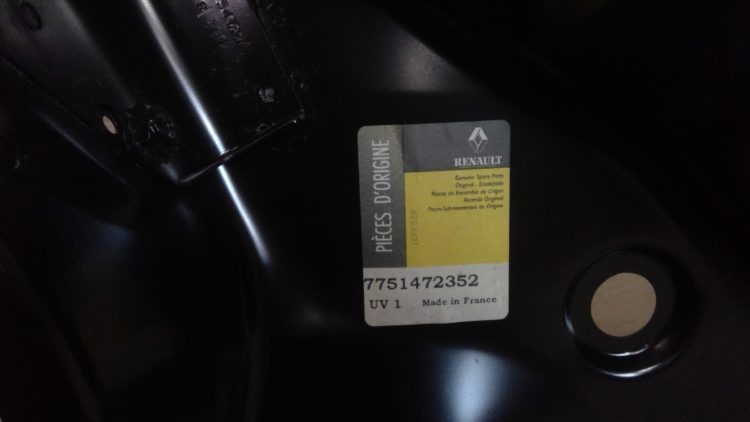 PIÈCES D'ORIGINE
RENAULT
Genuine Spare Parts
Original - Ersatzteile
Piezas de Recambio de Origen
Ricambi Originali
Peças-Sobresselentes de Origem
7751472352
UV 1 Made in France